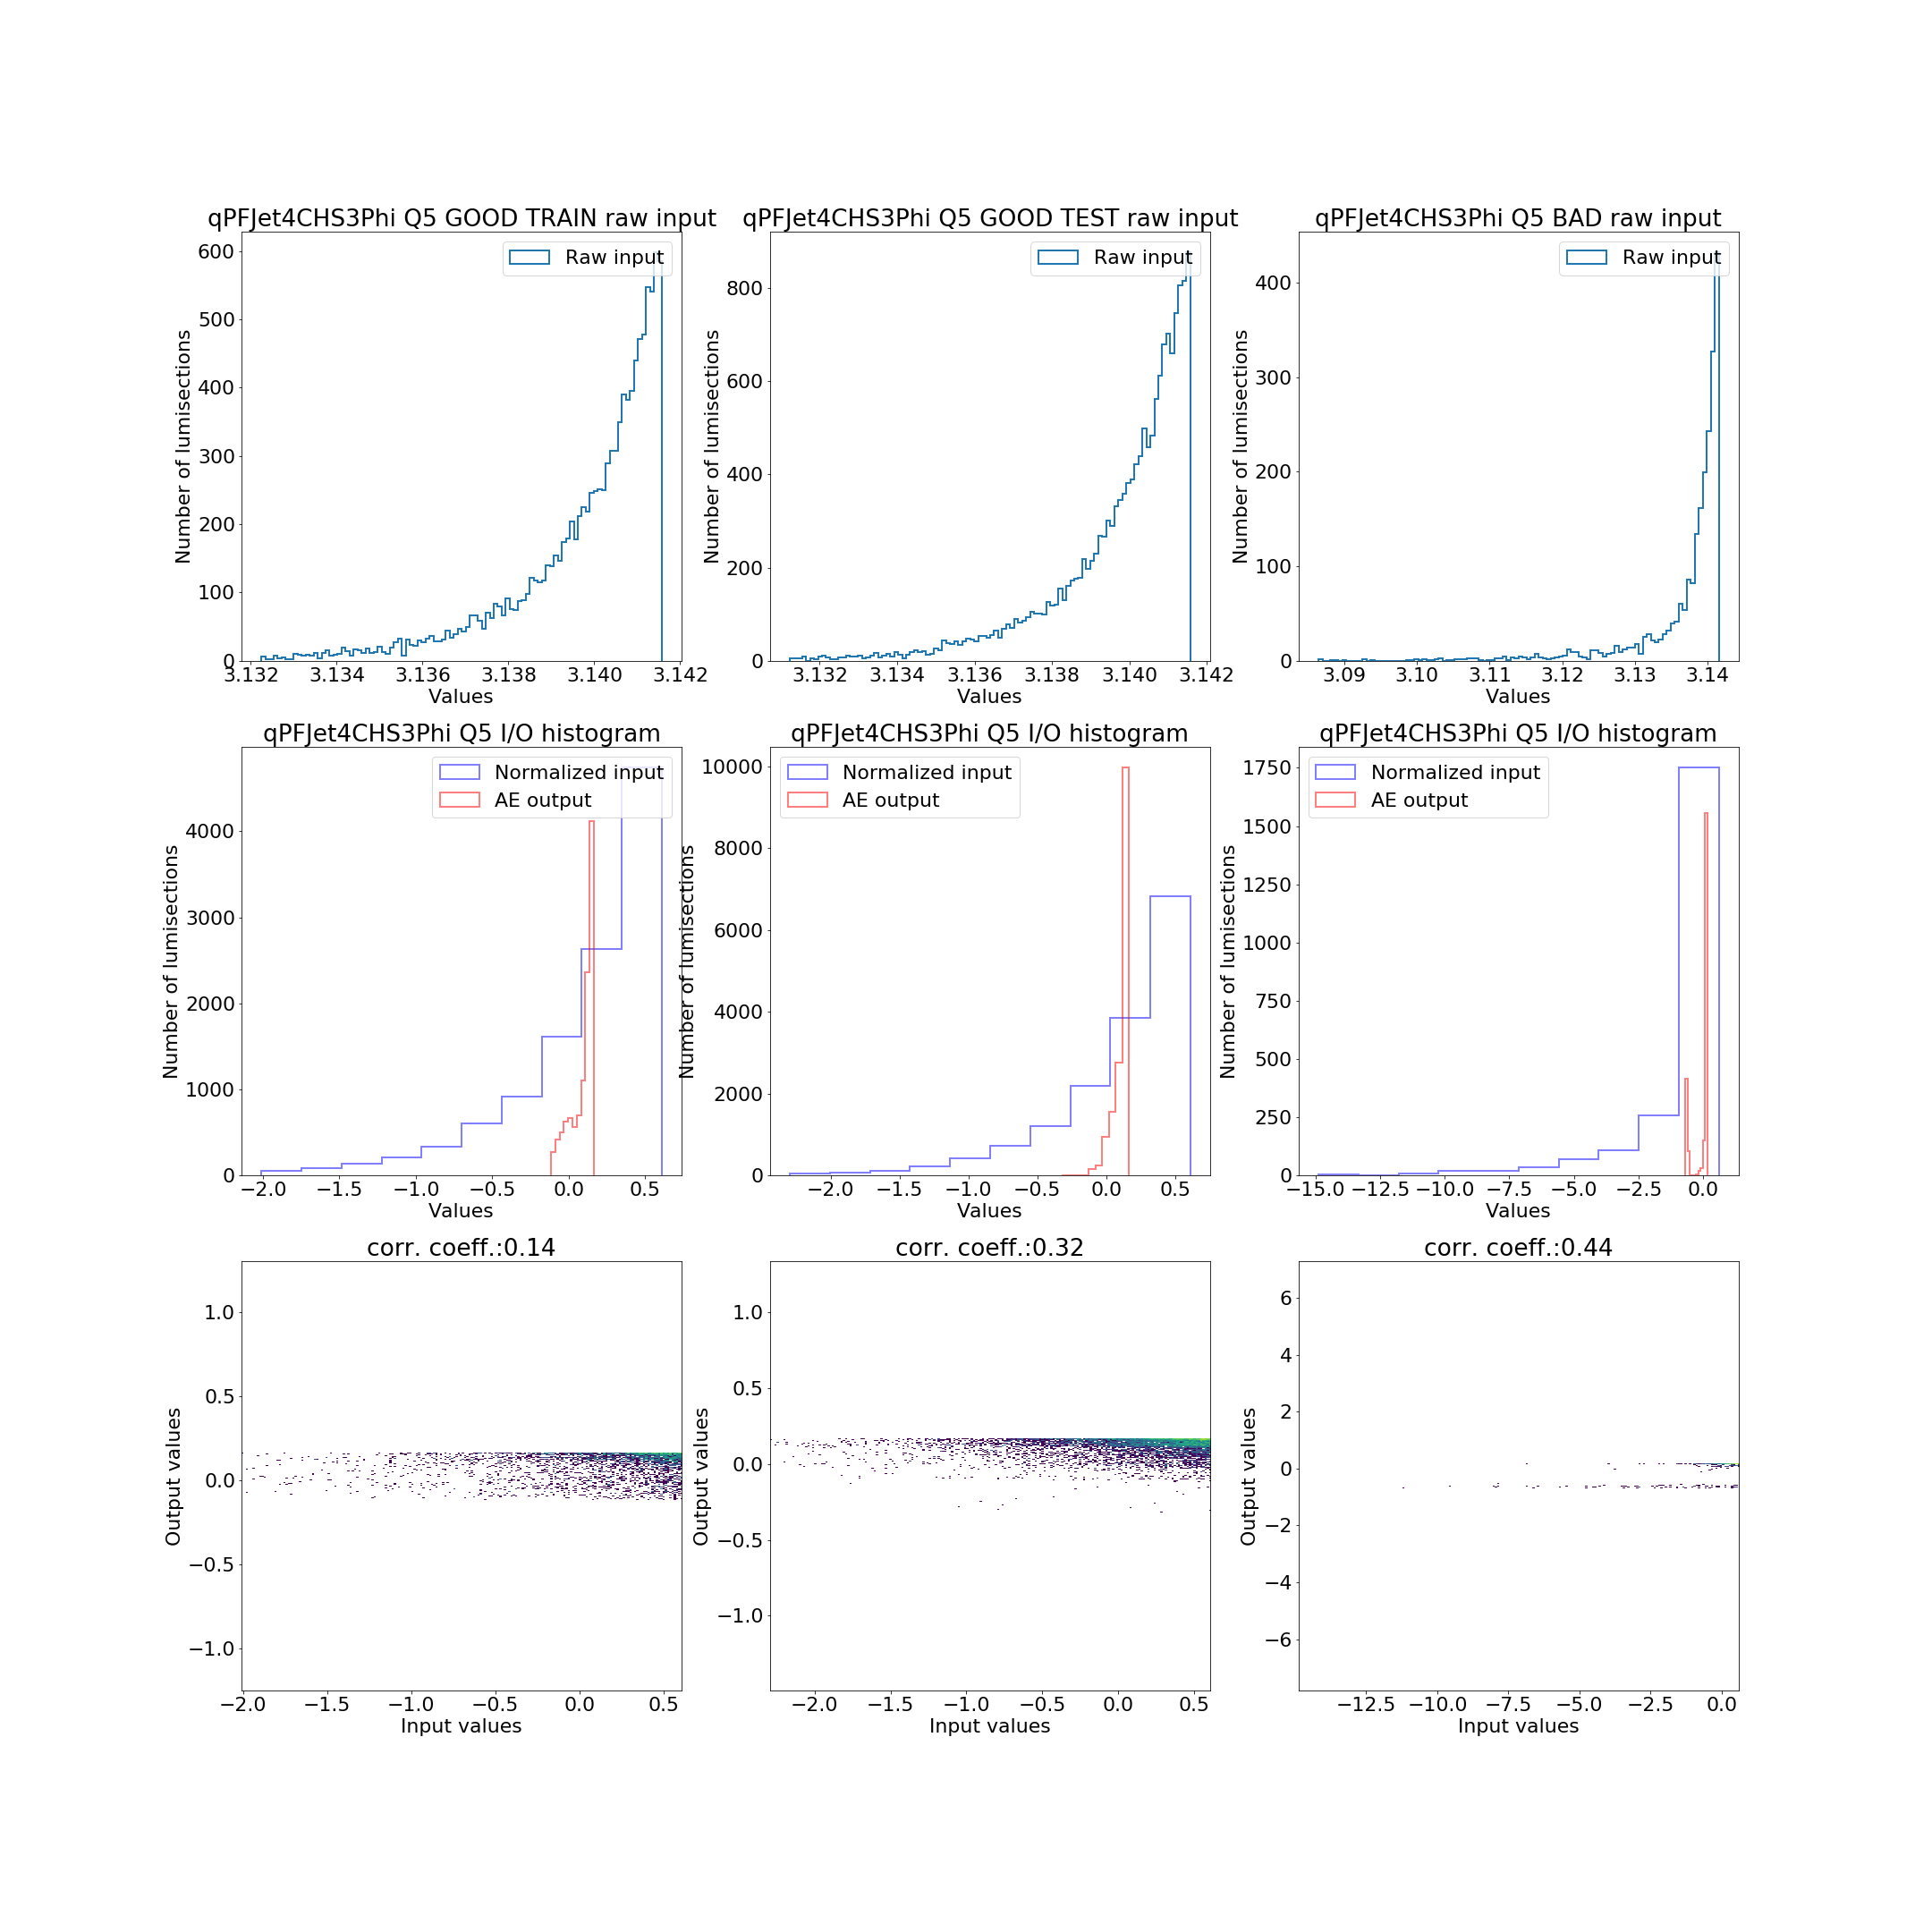 qPFJet4CHS3Phi Q5 GOOD TRAIN raw input
Raw input
Number of lumisections
600
500
400
300
200
100
0
3.132 3.134 3.136 3.138 3.140 3.142
Values
qPFJet4CHS3Phi Q5 GOOD TEST raw input
Raw input
Number of lumisections
800
600
400
200
0
3.132 3.134 3.136 3.138 3.140 3.142
Values
qPFJet4CHS3Phi Q5 BAD raw input
Raw input
Number of lumisections
400
300
200
100
0
3.09 3.10 3.11 3.12 3.13 3.14
Values
qPFJet4CHS3Phi Q5 I/O histogram
Normalized input
AE output
Number of lumisections
4000
3000
2000
1000
0
−2.0 −1.5 −1.0 −0.5 0.0 0.5
Values
qPFJet4CHS3Phi Q5 I/O histogram
Normalized input
AE output
Number of lumisections
10000
8000
6000
4000
2000
0
−2.0 −1.5 −1.0 −0.5 0.0 0.5
Values
qPFJet4CHS3Phi Q5 I/O histogram
Normalized input
AE output
Number of lumisections
1750
1500
1250
1000
750
500
250
0
−15.0 −12.5 −10.0 −7.5 −5.0 −2.5 0.0
Values
corr. coeff.:0.14
Output values
1.0
0.5
0.0
−0.5
−1.0
−2.0 −1.5 −1.0 −0.5 0.0 0.5
Input values
corr. coeff.:0.32
Output values
1.0
0.5
0.0
−0.5
−1.0
−2.0 −1.5 −1.0 −0.5 0.0 0.5
Input values
corr. coeff.:0.44
Output values
6
4
2
0
−2
−4
−6
−12.5 −10.0 −7.5 −5.0 −2.5 0.0
Input values